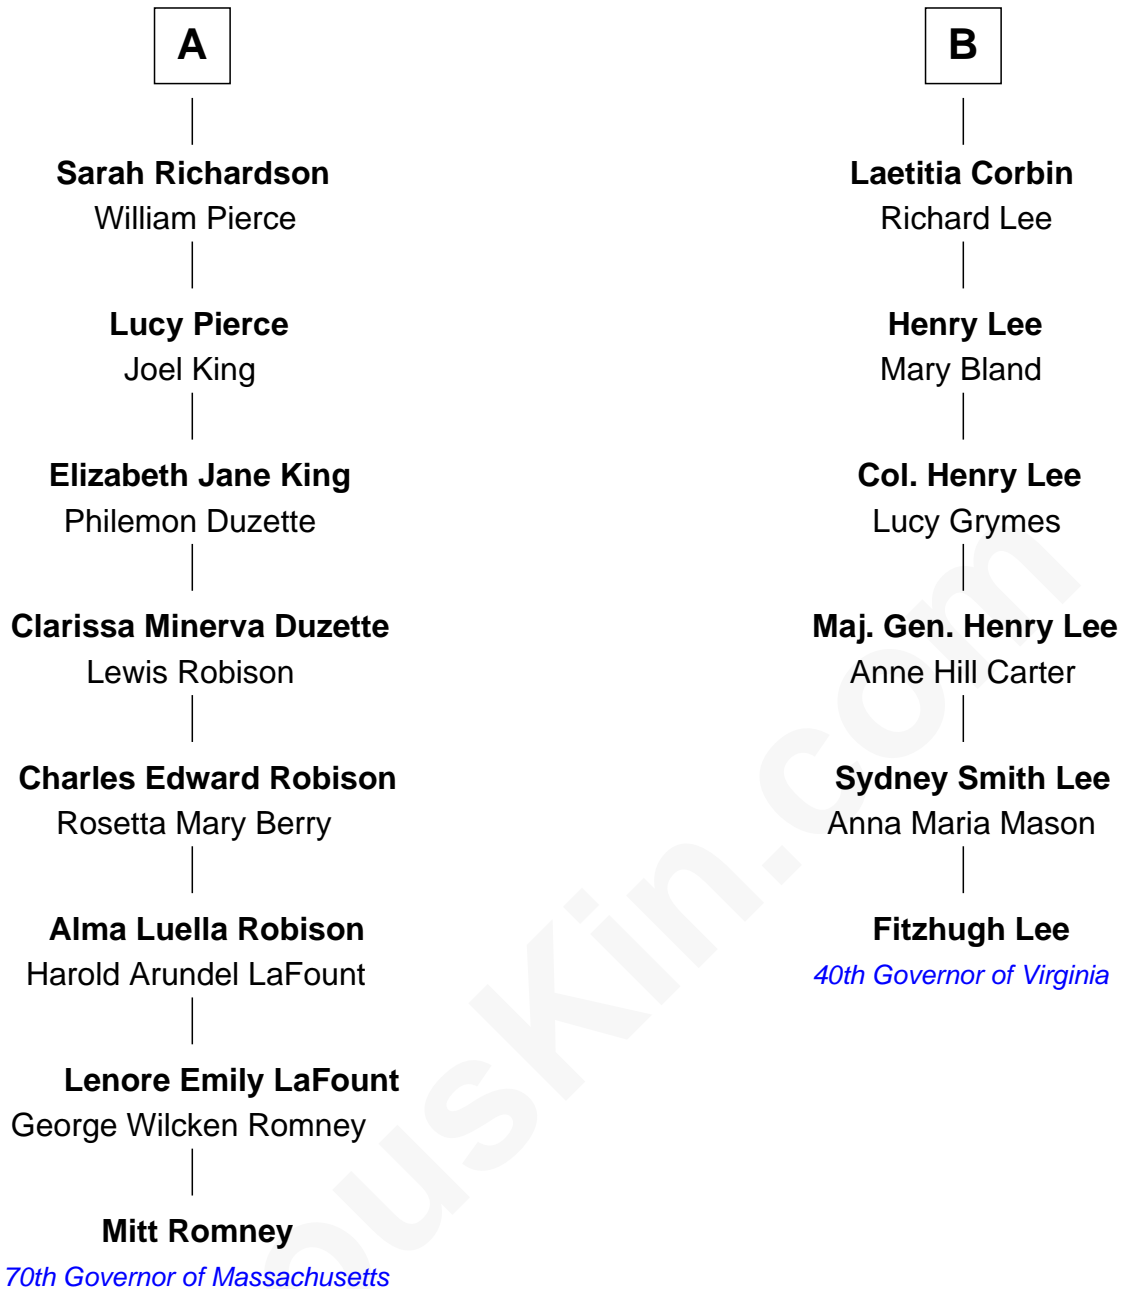 A
Sarah Richardson
William Pierce
Lucy Pierce
Joel King
Elizabeth Jane King
Philemon Duzette
Clarissa Minerva Duzette
Lewis Robison
Charles Edward Robison
Rosetta Mary Berry
Alma Luella Robison
Harold Arundel LaFount
Lenore Emily LaFount
George Wilcken Romney
Mitt Romney
70th Governor of Massachusetts
B
Laetitia Corbin
Richard Lee
Henry Lee
Mary Bland
Col. Henry Lee
Lucy Grymes
Maj. Gen. Henry Lee
Anne Hill Carter
Sydney Smith Lee
Anna Maria Mason
Fitzhugh Lee
40th Governor of Virginia
ousKin.com